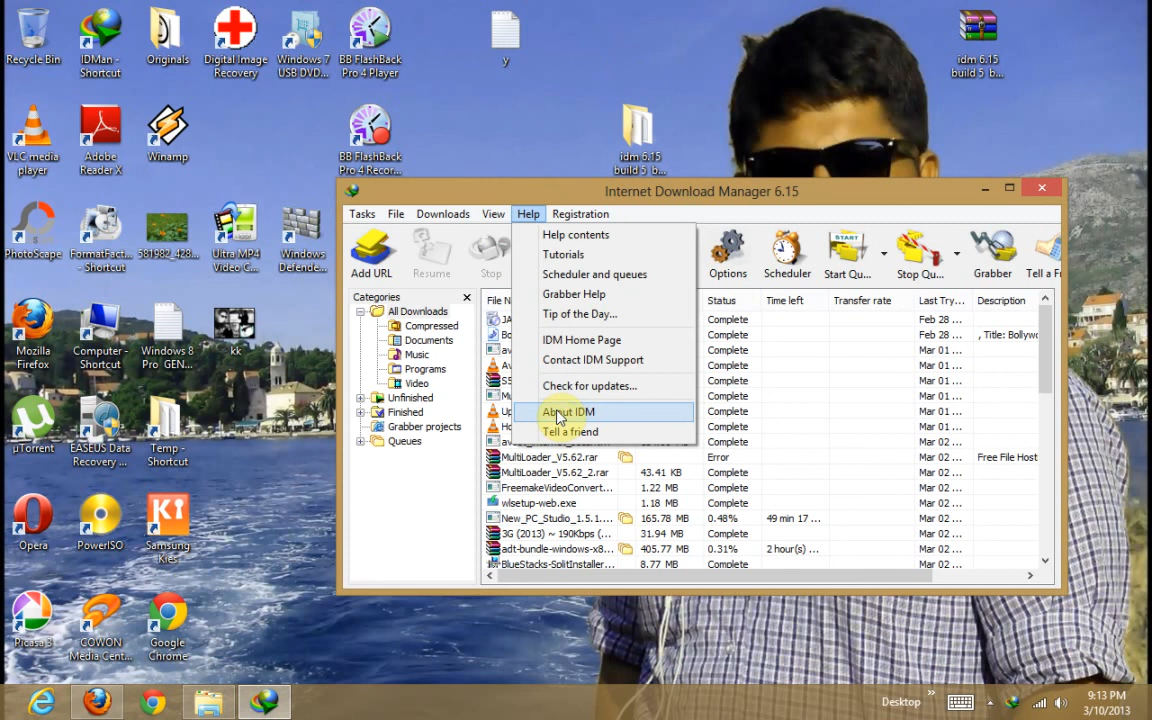 Recycle Bin
IDMan -
Shortcut
Originals
Digital Image
Recovery
Windows 7
USB DVD...
BB FlashBack
Pro 4 Player
y
idm 6.15
build 5_b...
VLC media
player
Adobe
Reader X
Winamp
BB FlashBack
Pro 4 Recor...
idm 6.15
build 5_b...
PhotoScape
FormatFact...
- Shortcut
581982_428...
Ultra MP4
Video C...
Windows
Defende...
Mozilla
Firefox
Computer -
Shortcut
Windows 8
Pro GEN...
kk
µTorrent
EASEUS Data
Recovery ...
Temp -
Shortcut
Opera
PowerISO
Samsung
Kies
Picasa 3
COWON
Media Cent...
Google
Chrome
Internet Download Manager 6.15
Tasks File Downloads View Help Registration
Add URL Resume Stop Options Scheduler Start Qu... Stop Qu... Grabber Tell a Fr
Help contents
Tutorials
Scheduler and queues
Grabber Help
Tip of the Day...
IDM Home Page
Contact IDM Support
Check for updates...
About IDM
Tell a friend
Categories
All Downloads
Compressed
Documents
Music
Programs
Video
Unfinished
Finished
Grabber projects
Queues
File N Status Time left Transfer rate Last Try... Description
Complete Feb 28 ...
Complete Feb 28 ... , Title: Bollywo
Complete Mar 01 ...
Complete Mar 01 ...
Complete Mar 01 ...
Complete Mar 01 ...
Complete Mar 01 ...
Complete Mar 01 ...
Complete Mar 02 ...
MultiLoader_V5.62.rar Error Mar 02 ... Free File Hosti
MultiLoader_V5.62_2.rar 43.41 KB Complete Mar 02 ...
FreemakeVideoConvert... 1.22 MB Complete Mar 02 ...
wlsetup-web.exe 1.18 MB Complete Mar 02 ...
New_PC_Studio_1.5.1.... 165.78 MB 0.48% 49 min 17 ... Mar 02 ...
3G (2013) ~ 190Kbps (... 31.94 MB Complete Mar 02 ...
adt-bundle-windows-x8... 405.77 MB 0.31% 2 hour(s) ... Mar 02 ...
BlueStacks-SplitInstaller... 8.77 MB Complete Mar 02 ...
Desktop
9:13 PM
3/10/2013